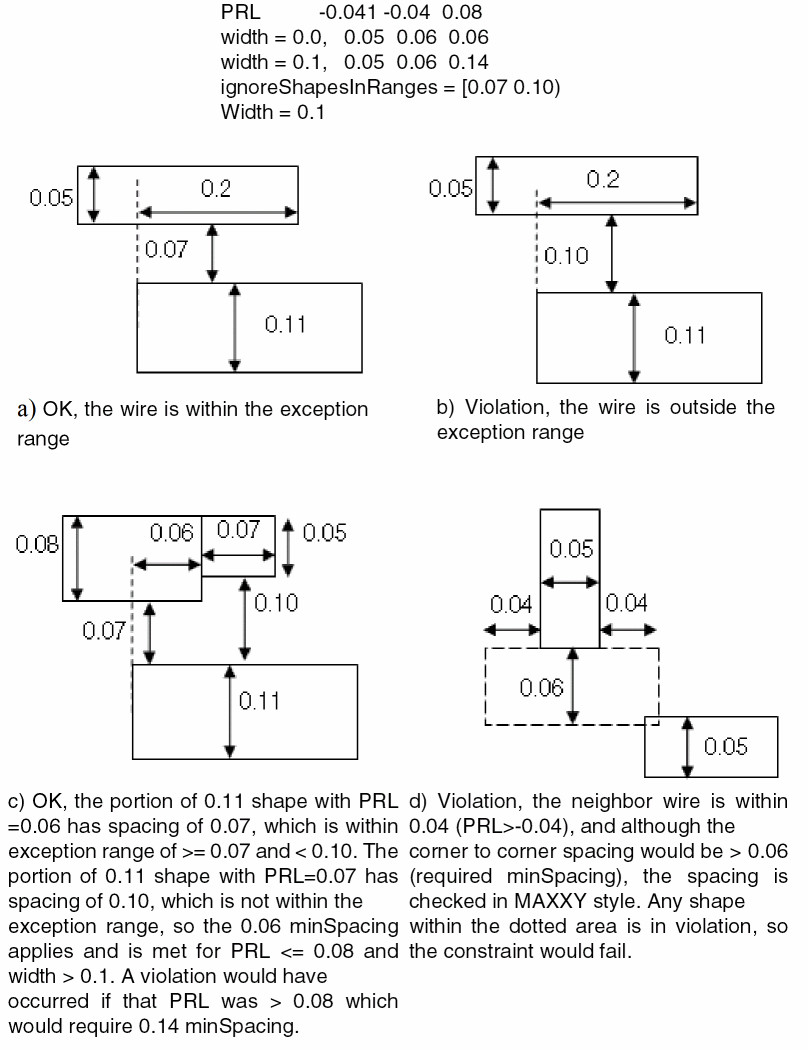 PRL -0.041 -0.04 0.08
width = 0.0, 0.05 0.06 0.06
width = 0.1, 0.05 0.06 0.14
ignoreShapesInRanges = [0.07 0.10)
Width = 0.1
0.05
0.2
0.07
0.11
a) OK, the wire is within the exception
range
0.05
0.2
0.10
0.11
b) Violation, the wire is outside the
exception range
0.08
0.06
0.07
0.05
0.07
0.10
0.11
c) OK, the portion of 0.11 shape with PRL
=0.06 has spacing of 0.07, which is within
exception range of >= 0.07 and < 0.10. The
portion of 0.11 shape with PRL=0.07 has
spacing of 0.10, which is not within the
exception range, so the 0.06 minSpacing
applies and is met for PRL <= 0.08 and
width > 0.1. A violation would have
occurred if that PRL was > 0.08 which
would require 0.14 minSpacing.
0.05
0.04
0.04
0.06
0.05
d) Violation, the neighbor wire is within
0.04 (PRL>-0.04), and although the
corner to corner spacing would be > 0.06
(required minSpacing), the spacing is
checked in MAXXY style. Any shape
within the dotted area is in violation, so
the constraint would fail.